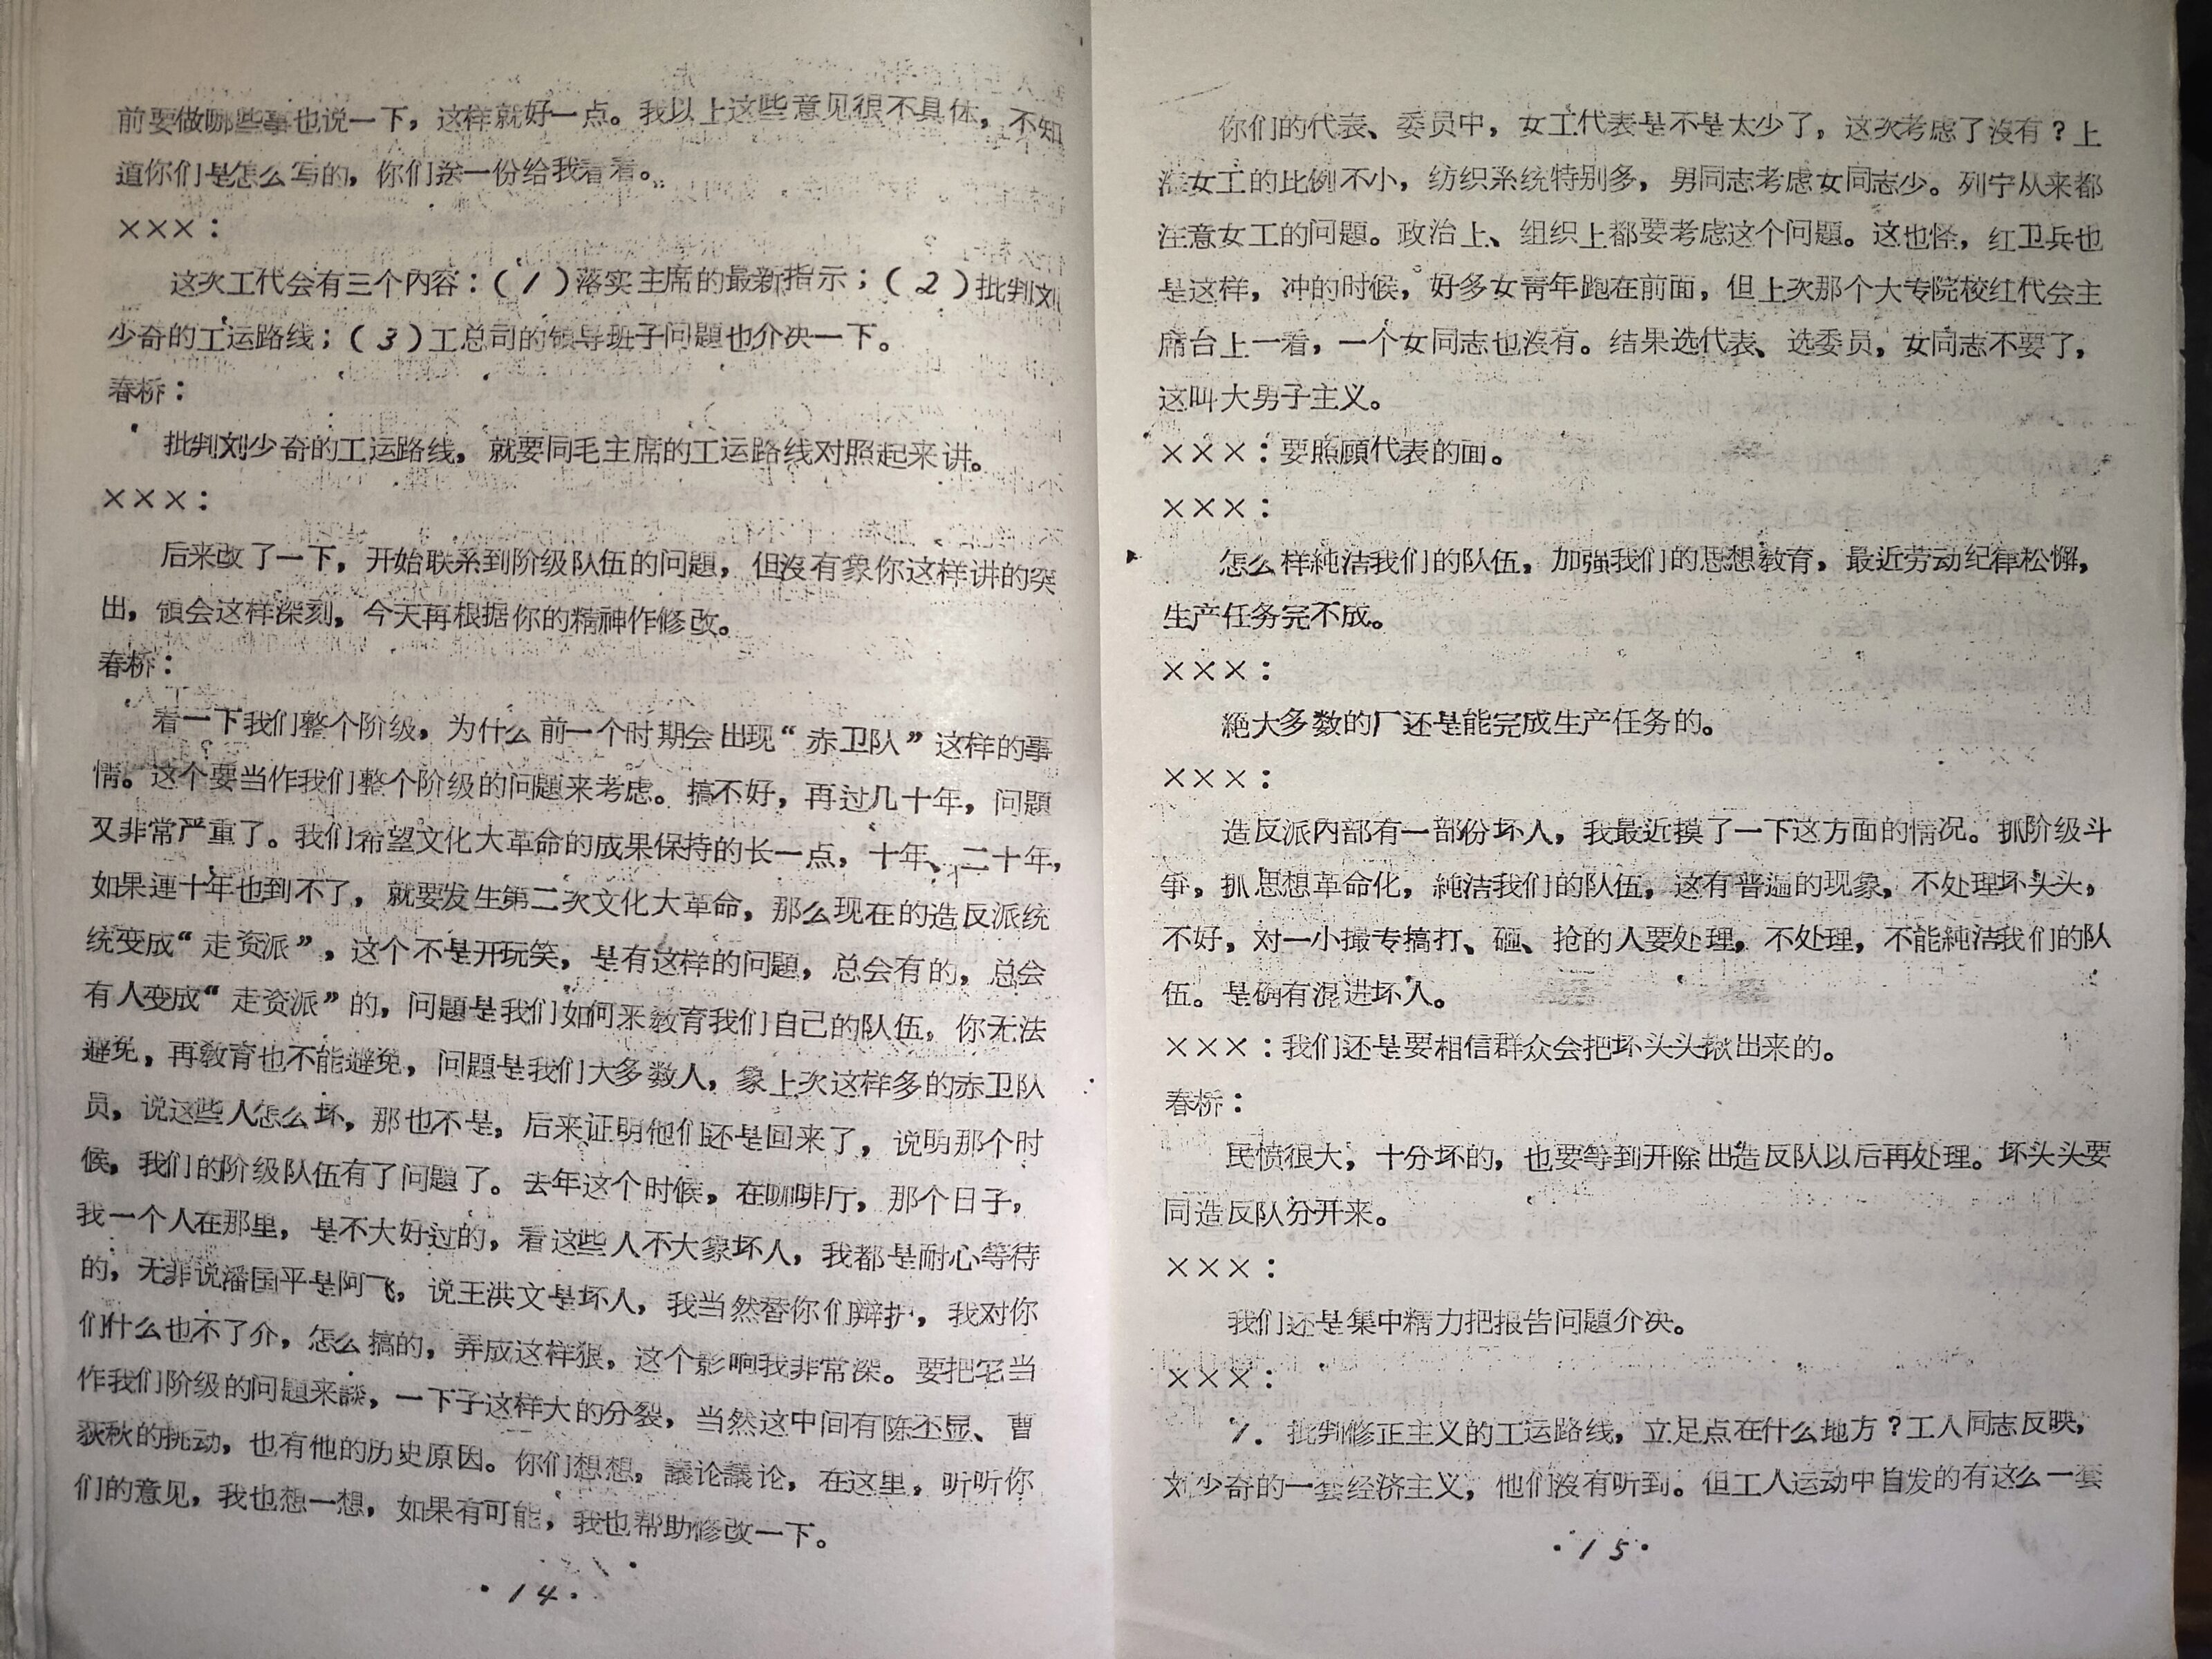 前要做哪些事也说一下，这样就好一点。我以上这些意见很不具体，不知
道你们是怎么写的，你们送一份给我看看。
×××：
这次工代会有三个内容：（1）落实主席的最新指示；（2）批判刘
少奇的工运路线；（3）工总司的领导班子问題也介决一下。
春桥：
批判刘少奇的工运路线，就要同毛主席的工运路线对照起来讲。
×××：
后来改了一下，开始联系到阶级队伍的问題，但沒有象你这样讲的突
出，領会这样深刻，今天再根据你的精神作修改。
春桥：
看一下我们整个阶级，为什么前一个时期会出现“赤卫队”这样的事
情。这个要当作我们整个阶级的问題来考虑。搞不好，再过几十年，问題
又非常严重了。我们希望文化大革命的成果保持的长一点，十年、二十年，
如果連十年也到不了，就要发生第二次文化大革命，那么现在的造反派统
统变成“走资派”，这个不是开玩笑，是有这样的问題，总会有的，总会
有人变成“走资派”的，问題是我们如何来敎育我们自己的队伍，你无法
避免，再敎育也不能避免，问題是我们大多数人，象上次这样多的赤卫队
员，说这些人怎么坏，那也不是，后来证明他们还是回来了，说明那个时
候，我们的阶级队伍有了问題了。去年这个时候，在咖啡厅，那个日子，
我一个人在那里，是不大好过的，看这些人不大象坏人，我都是耐心等待
的，无非说潘国平是阿飞，说王洪文是坏人，我当然替你们辯护，我对你
们什么也不了介，怎么搞的，弄成这样狠，这个影响我非常深。要把它当
作我们阶级的问題来談，一下子这样大的分裂，当然这中间有陈丕显、曹
荻秋的挑动，也有他的历史原因。你们想想，議论議论，在这里，听听你
们的意见，我也想一想，如果有可能，我也帮助修改一下。
·14·
你们的代表、委员中，女工代表是不是太少了，这次考虑了沒有？上
海女工的比例不小，纺织系统特别多，男同志考虑女同志少。列宁从来都
注意女工的问題。政治上、组织上都要考虑这个问題。这也怪，红卫兵也
是这样，冲的时候，好多女青年跑在前面，但上次那个大专院校红代会主
席台上一看，一个女同志也沒有。结果选代表、选委员，女同志不要了，
这叫大男子主义。
×××：要照顧代表的面。
×××：
怎么样純洁我们的队伍，加强我们的思想敎育，最近劳动纪律松懈，
生产任务完不成。
×××：
絕大多数的厂还是能完成生产任务的。
×××：
造反派内部有一部份坏人，我最近摸了一下这方面的情况。抓阶级斗
争，抓思想革命化，純洁我们的队伍，这有普遍的现象，不处理坏头头，
不好，对一小撮专搞打、砸、抢的人要处理，不处理，不能純洁我们的队
伍。是确有混进坏人。
×××：我们还是要相信群众会把坏头头揪出来的。
春桥：
民愤很大，十分坏的，也要等到开除出造反队以后再处理。坏头头要
同造反队分开来。
×××：
我们还是集中精力把报告问題介决。
×××：
1．批判修正主义的工运路线，立足点在什么地方？工人同志反映，
刘少奇的一套经济主义，他们沒有听到。但工人运动中自发的有这么一套
·15·